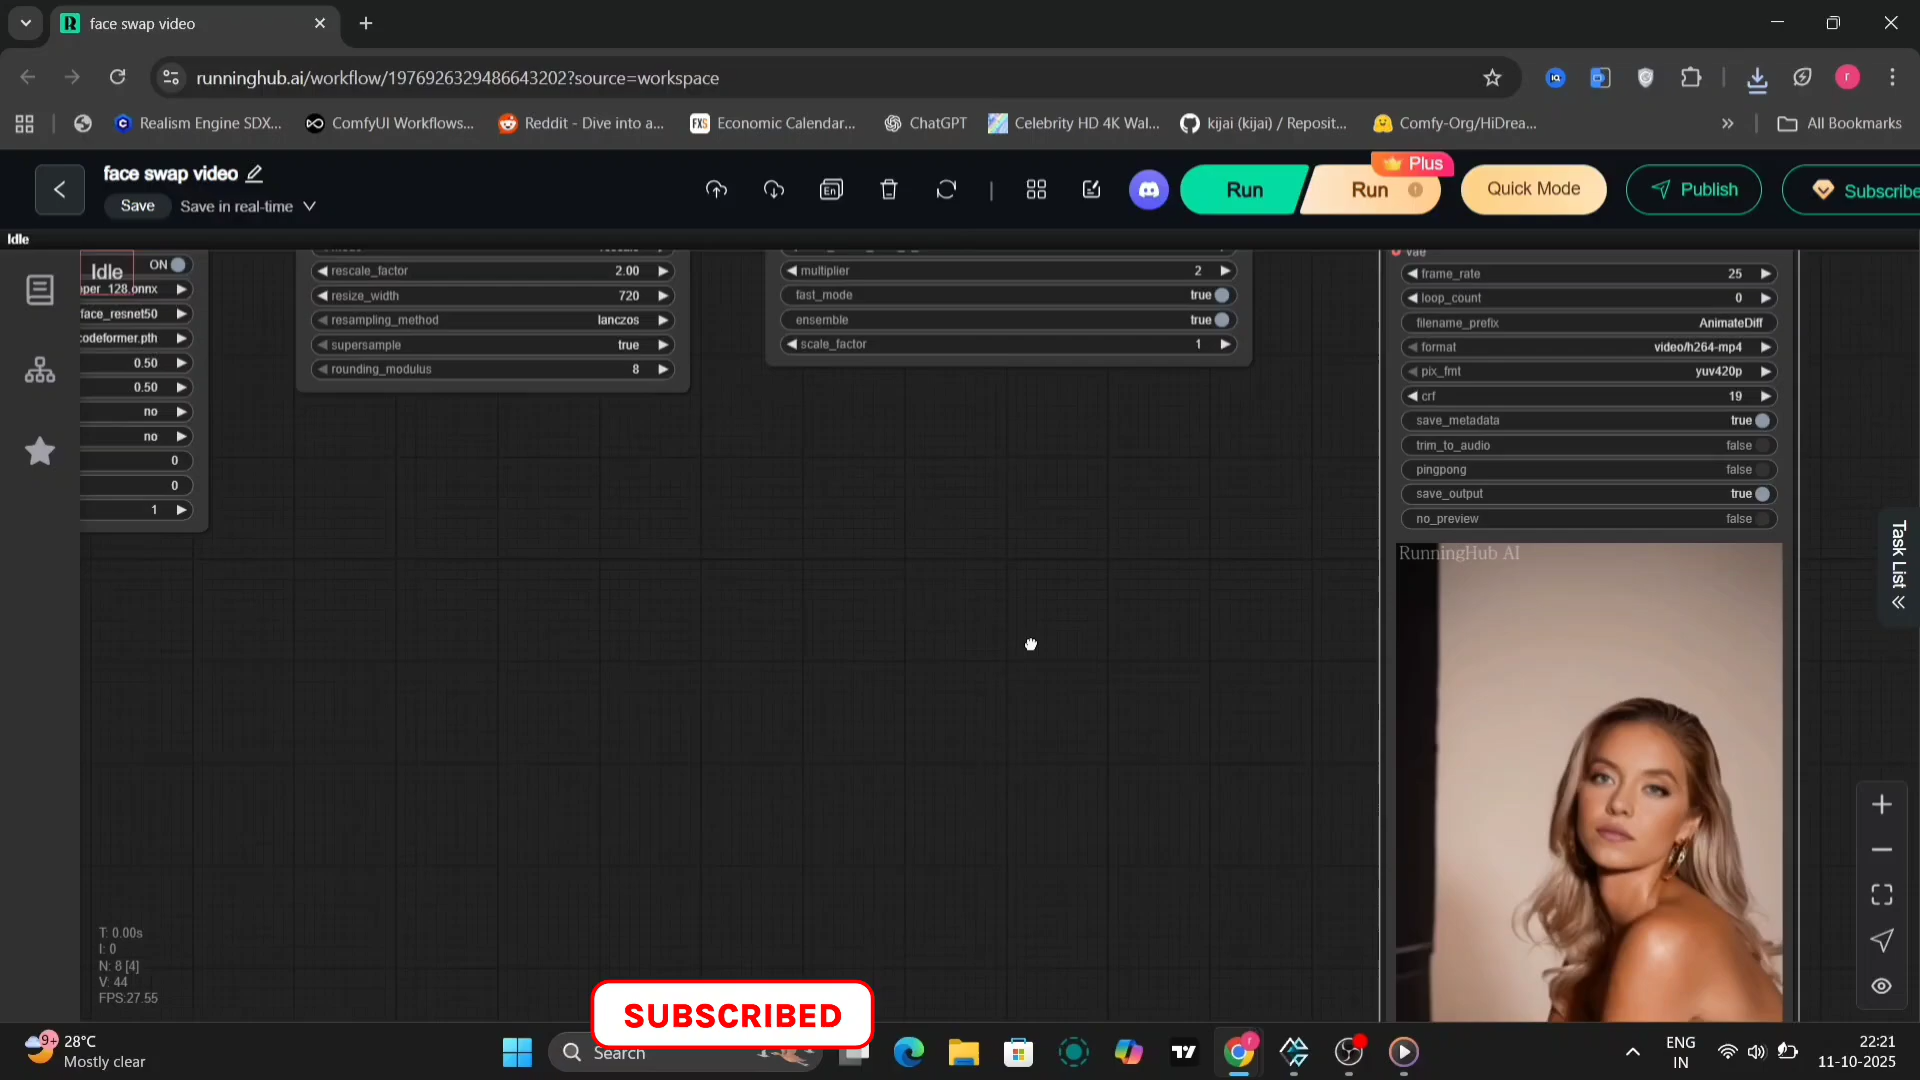 face swap video
runninghub.ai/workflow/1976926329486643202?source=workspace
Realism Engine SDX...
ComfyUI Workflows...
Reddit - Dive into a...
FXS
Economic Calendar...
ChatGPT
Celebrity HD 4K Wal...
kijai (kijai) / Reposit...
Comfy-Org/HiDrea...
All Bookmarks
face swap video
Save
Save in real-time
En
Run
Run
Plus
Quick Mode
Publish
Subscribe
Idle
Idle
ON
per_128.onnx
face_resnet50
codeformer.pth
0.50
0.50
no
no
0
0
1
rescale_factor 2.00
resize_width 720
resampling_method lanczos
supersample true
rounding_modulus 8
multiplier 2
fast_mode true
ensemble true
scale_factor 1
vae
frame_rate 25
loop_count 0
filename_prefix AnimateDiff
format video/h264-mp4
pix_fmt yuv420p
crf 19
save_metadata true
trim_to_audio false
pingpong false
save_output true
no_preview false
RunningHub AI
Task List
T: 0.00s
I: 0
N: 8 [4]
V: 44
FPS:27.55
SUBSCRIBED
9+
28°C
Mostly clear
Search
ENG
IN
22:21
11-10-2025